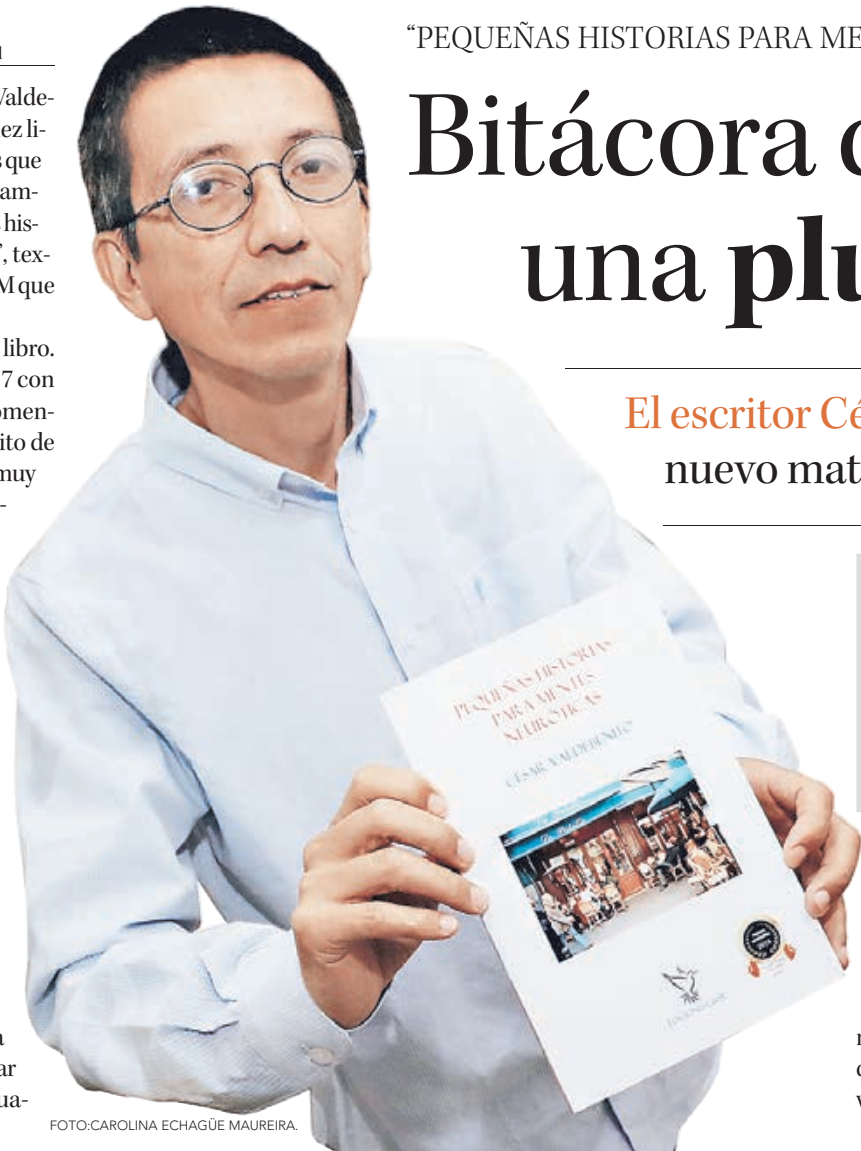 Valde-
ez li-
s que
am-
his-
”, tex-
M que
libro.
7 con
omen-
ito de
muy
-
a
ar
ua-
FOTO:CAROLINA ECHAGÜE MAUREIRA.
“PEQUEÑAS HISTORIAS PARA ME
Bitácora
una plu
El escritor Cé
nuevo mat
PEQUEÑAS HISTORIAS
PARA MENTES
NEURÓTICAS
CÉSAR VALDEBENITO